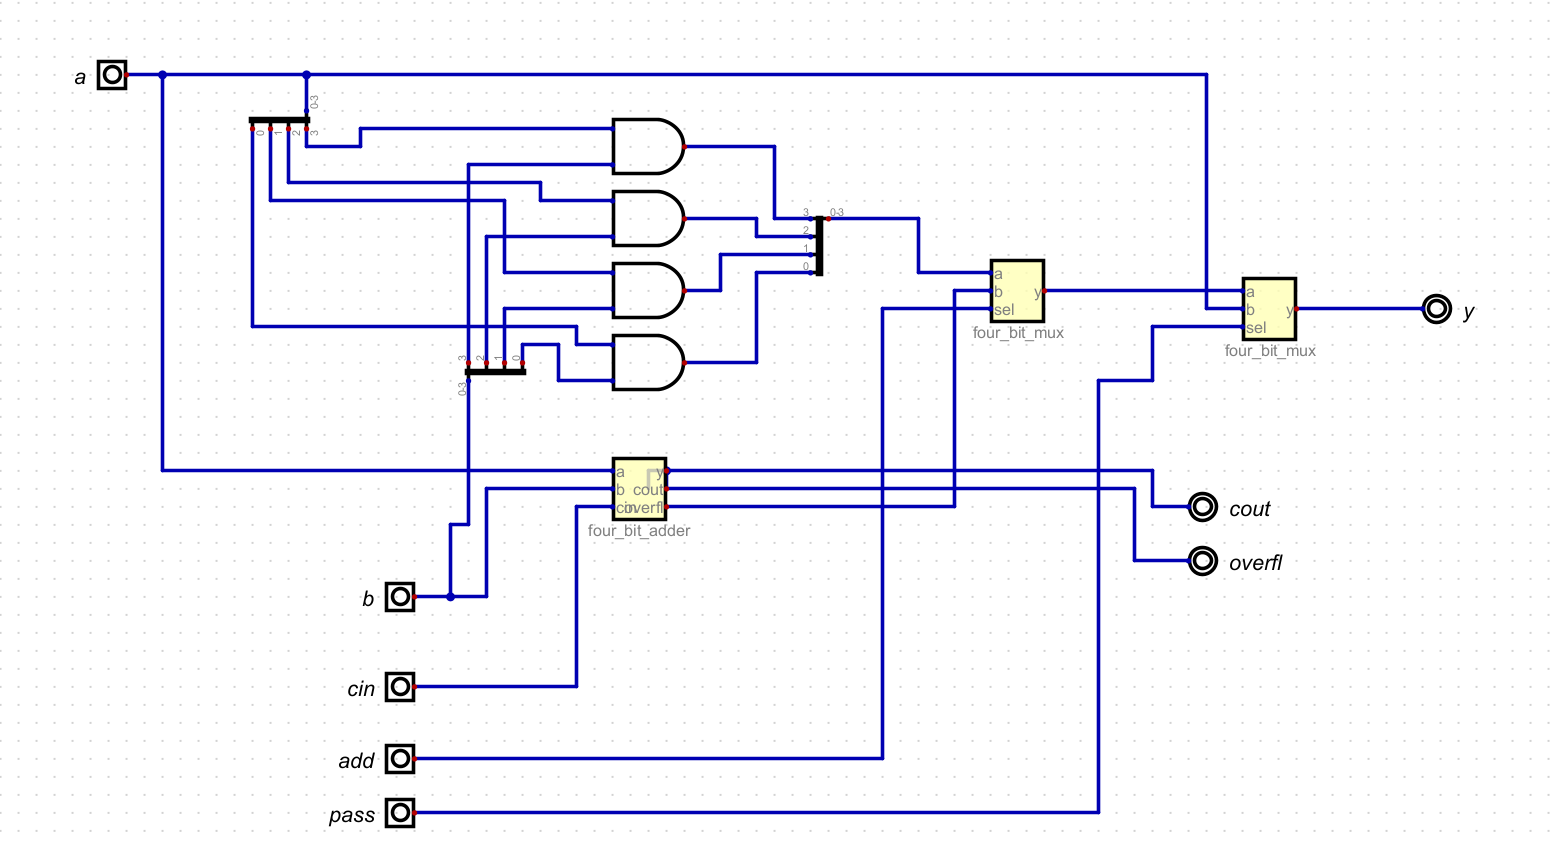 a
0-3
0 1 2 3
3 0-3
2
1
0
a
b y
sel
four_bit_mux
a
b y
sel
four_bit_mux
y
3 2 1 0
0-3
a y
b cout
cin overfl
four_bit_adder
cout
overfl
b
cin
add
pass